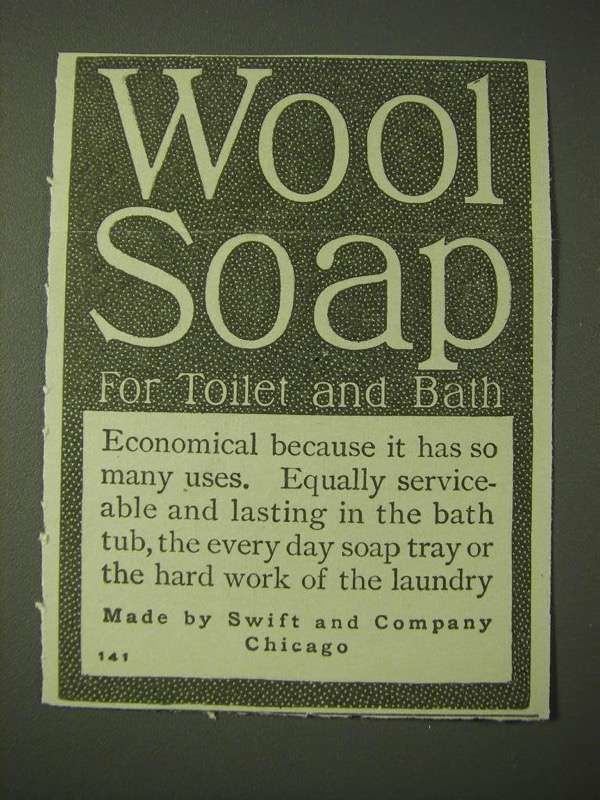 Wool
Soap
For Toilet and Bath
Economical because it has so
many uses. Equally service-
able and lasting in the bath
tub, the every day soap tray or
the hard work of the laundry
Made by Swift and Company
Chicago
141